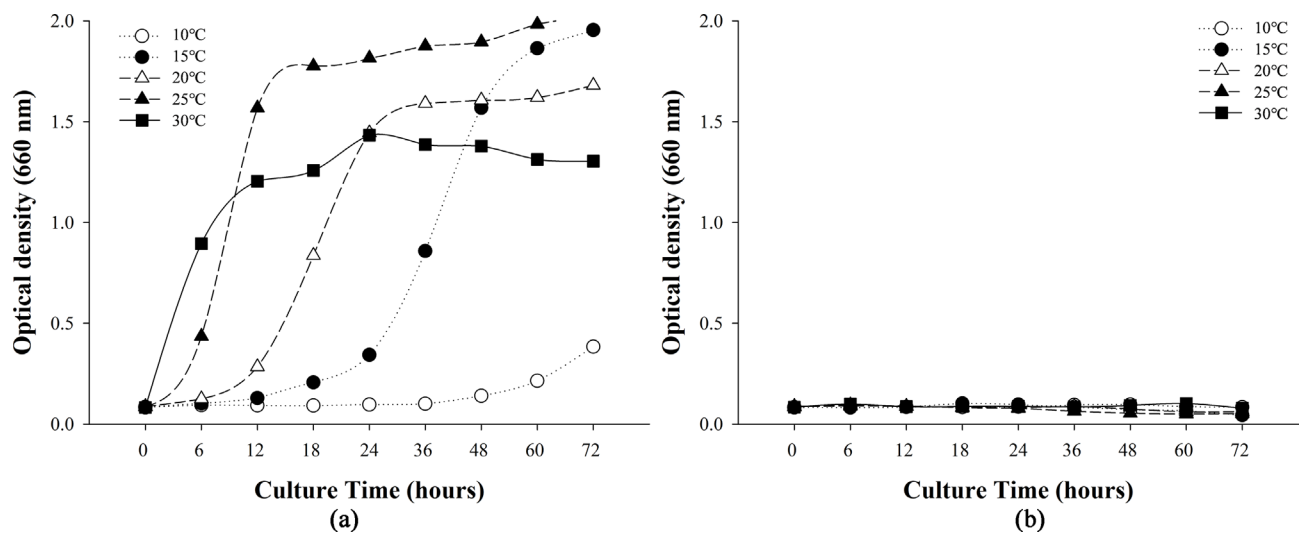 Optical density (660 nm)
2.0
1.5
1.0
0.5
0.0
10℃
15℃
20℃
25℃
30℃
0 6 12 18 24 36 48 60 72
Culture Time (hours)
(a)
Optical density (660 nm)
2.0
1.5
1.0
0.5
0.0
10℃
15℃
20℃
25℃
30℃
0 6 12 18 24 36 48 60 72
Culture Time (hours)
(b)